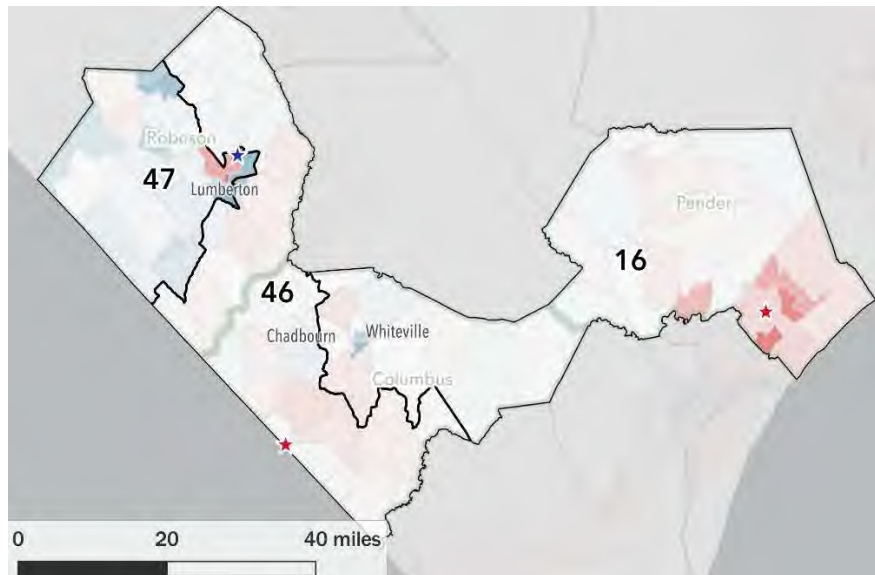 Robeson
47
Lumberton
Pender
16
46
Chadbourn
Whiteville
Columbus
0 20 40 miles